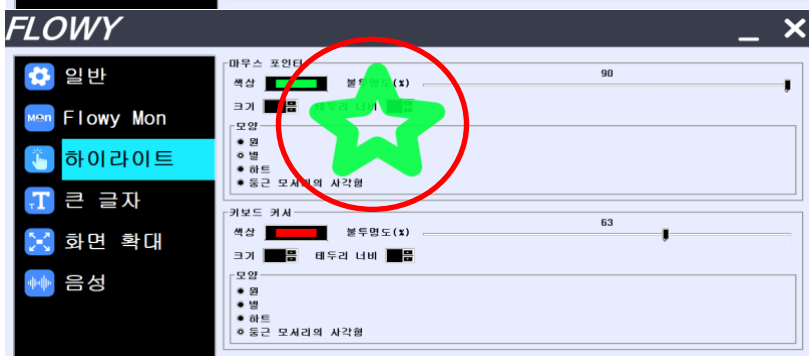 FLOWY
일반
Flowy Mon
하이라이트
큰 글자
화면 확대
음성
마우스 포인터
색상 불투명도(%) 90
크기 테두리 너비
모양
원
별
하트
둥근 모서리의 사각형
키보드 커서
색상 불투명도(%) 63
크기 테두리 너비
모양
원
별
하트
둥근 모서리의 사각형